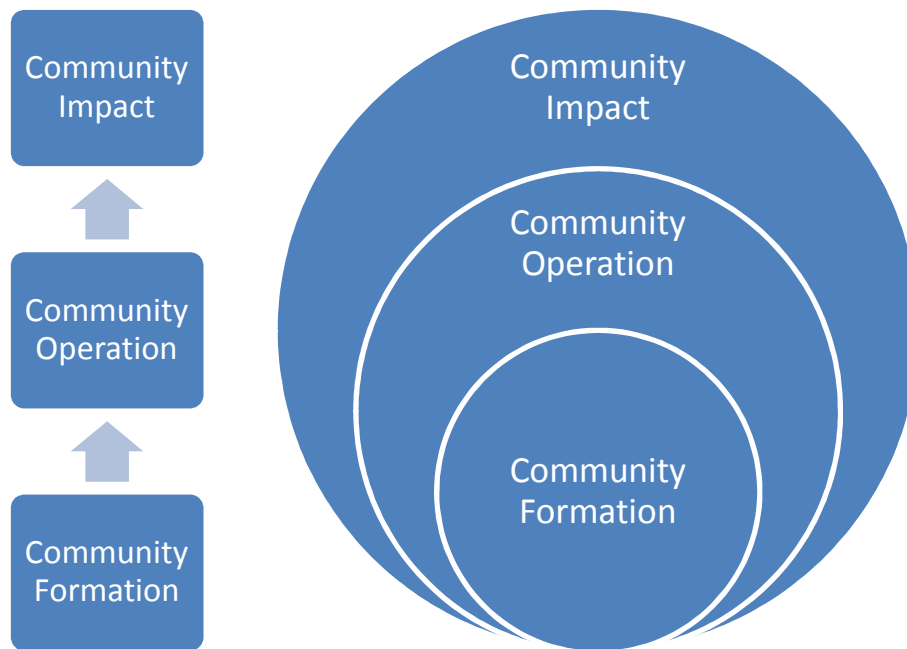 Community
Impact
Community
Operation
Community
Formation
Community
Impact
Community
Operation
Community
Formation